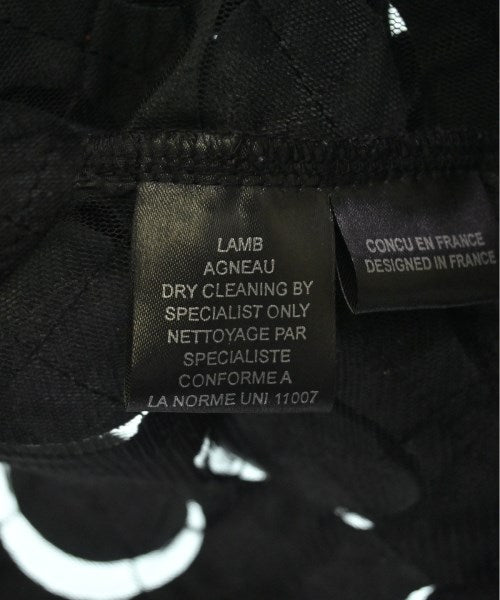 LAMB
AGNEAU
DRY CLEANING BY
SPECIALIST ONLY
NETTOYAGE PAR
SPECIALISTE
CONFORME A
LA NORME UNI 11007
CONCU EN FRANCE
DESIGNED IN FRANCE